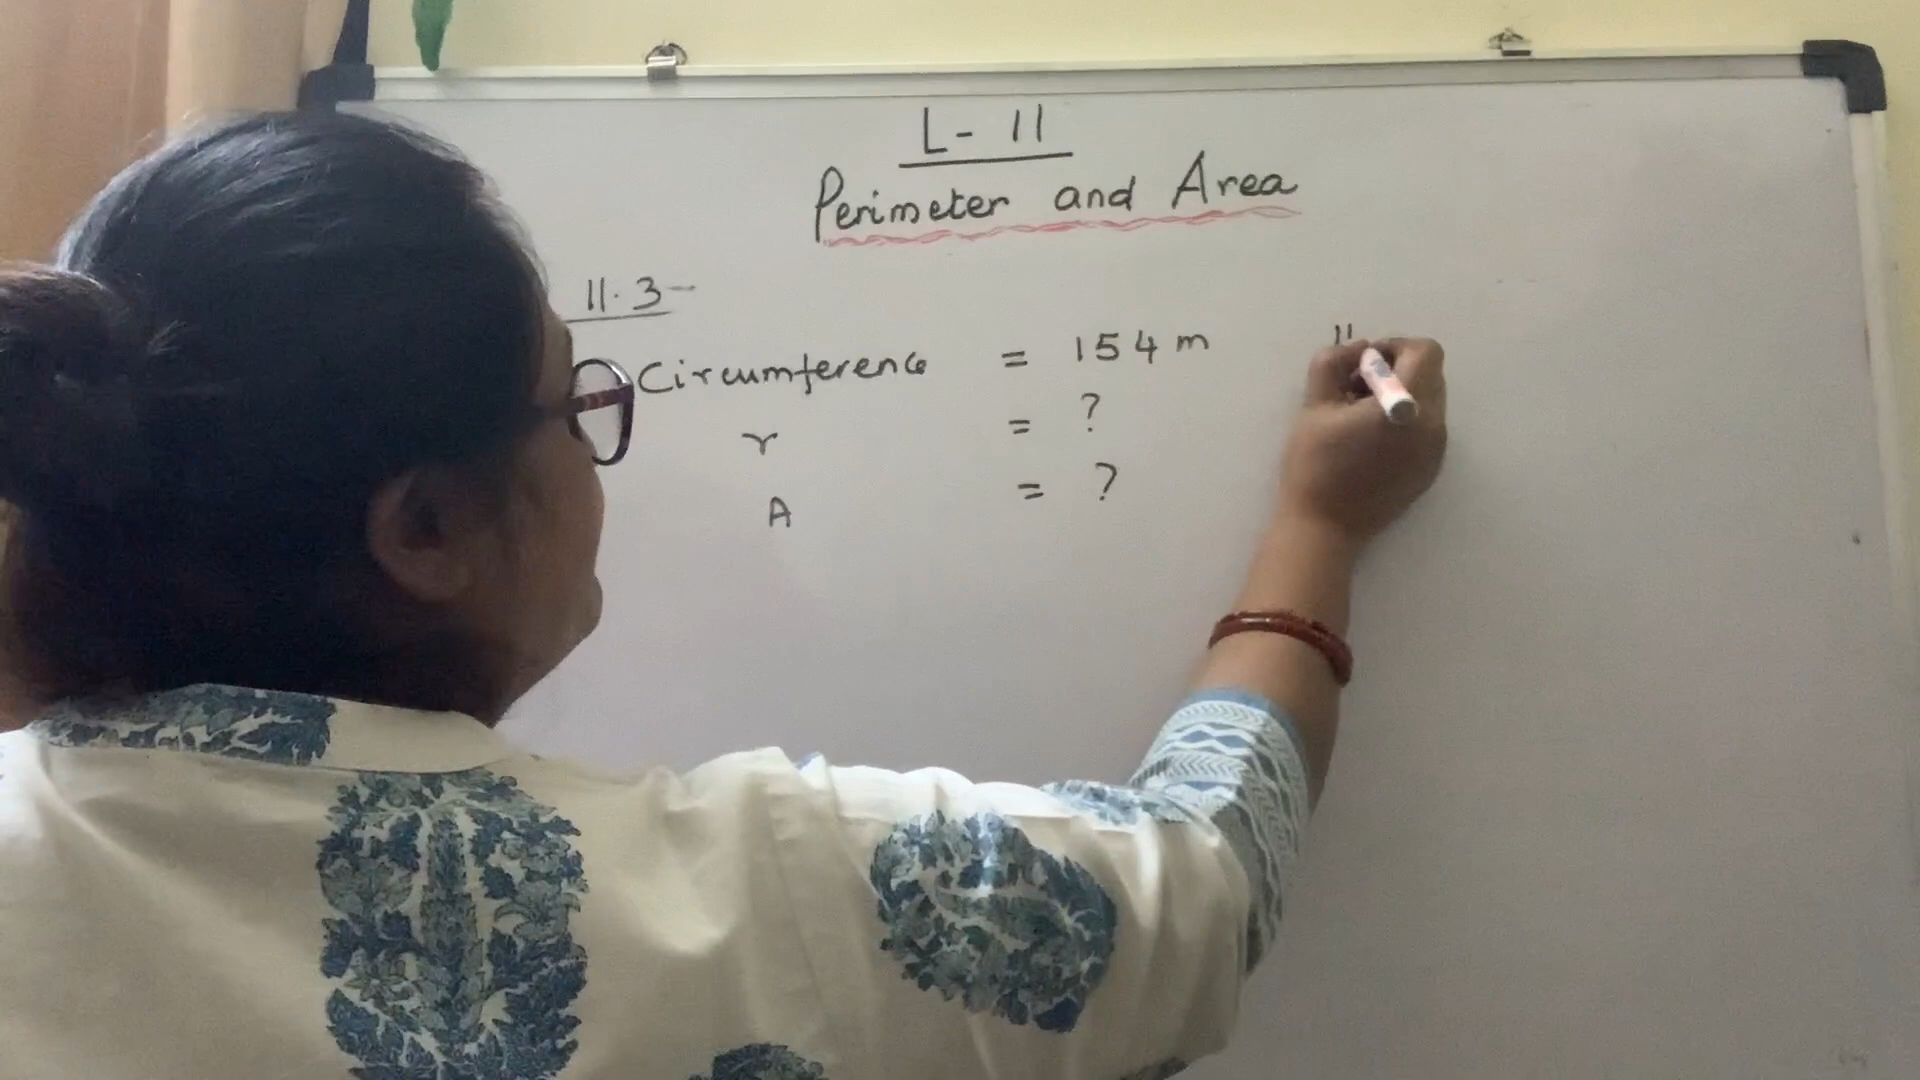 L- 11
Perimeter and Area
11.3-
Circumference = 154 m
r = ?
A = ?